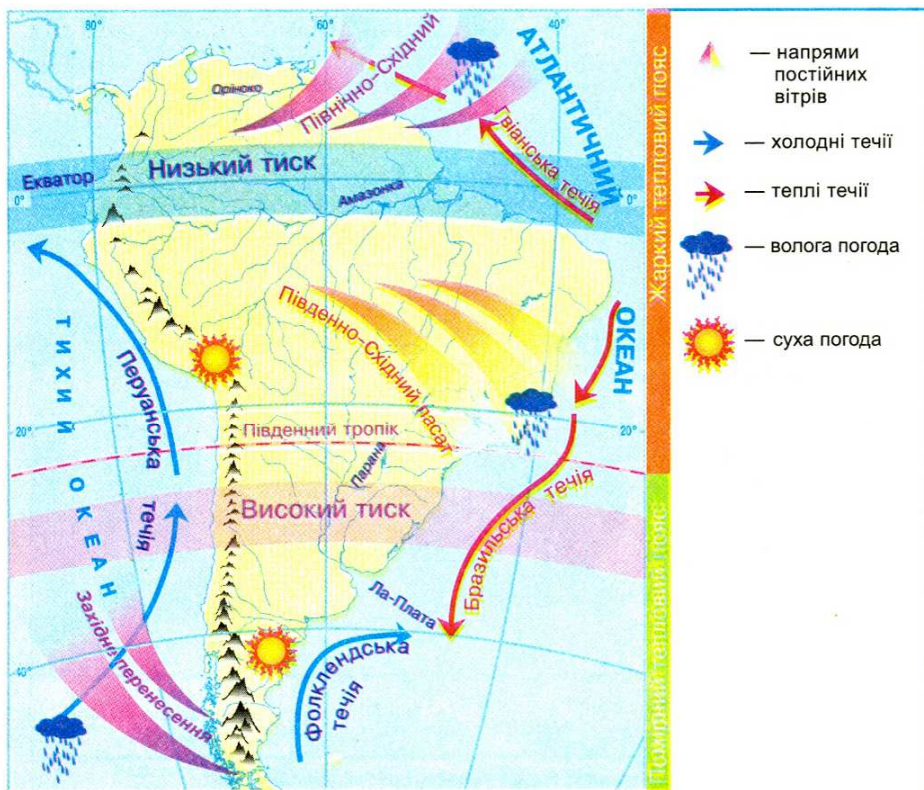 80°
60°
40°
Північно-Східний
АТЛАНТИЧНИЙ
Оріноко
Гвіанська течія
Низький тиск
Екватор
Амазонка
0°
0°
Жаркий тепловий пояс
Південно-Східний пасат
ОКЕАН
ТИХИЙ ОКЕАН
Перуанська
течія
20°
20°
Південний тропік
Парана
Високий тиск
Бразильська течія
Ла-Плата
Західне перенесення
40°
Фолклендська
течія
Помірний тепловий пояс
— напрями
постійних
вітрів
— холодні течії
— теплі течії
— волога погода
— суха погода